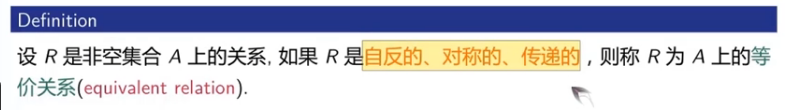 Definition
设 R 是非空集合 A 上的关系, 如果 R 是自反的、对称的、传递的 , 则称 R 为 A 上的等
价关系(equivalent relation).